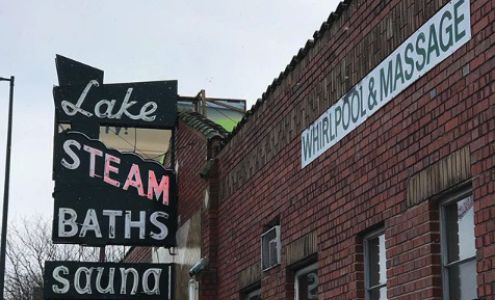 Lake
STEAM
BATHS
sauna
WHIRLPOOL & MASSAGE